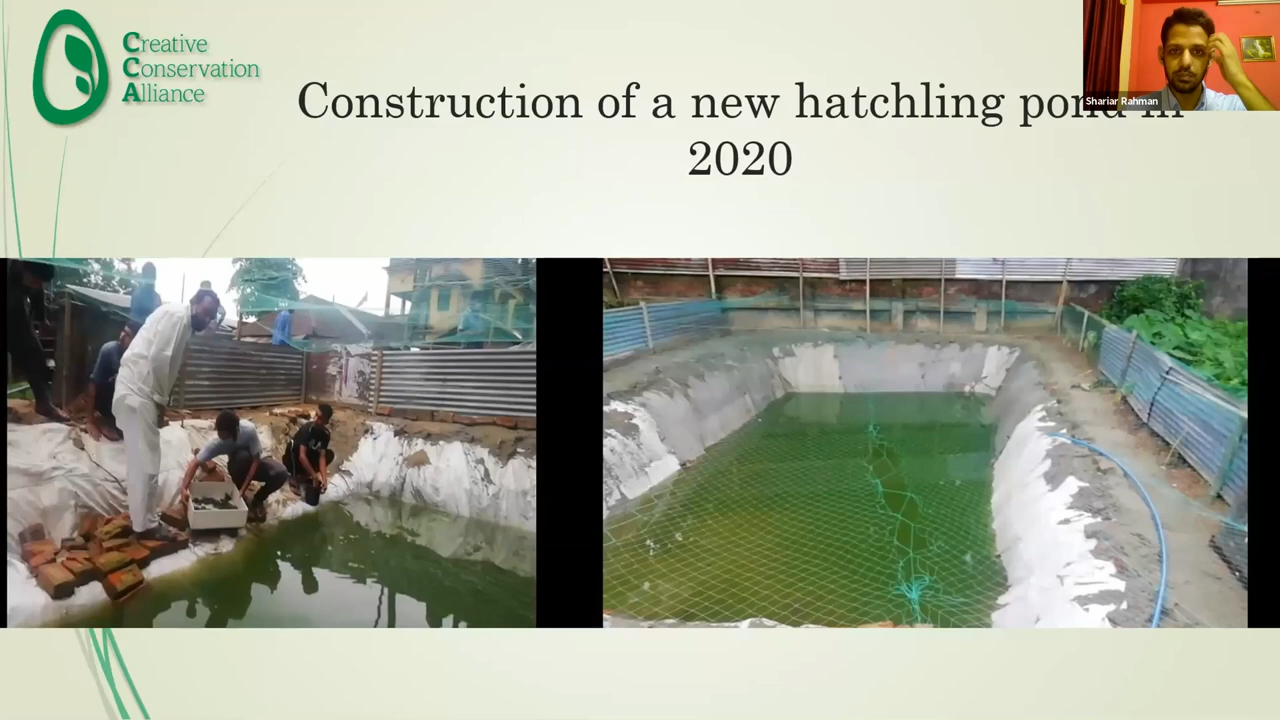 Creative
Conservation
Alliance
Construction of a new hatchling pond in
2020
Shariar Rahman